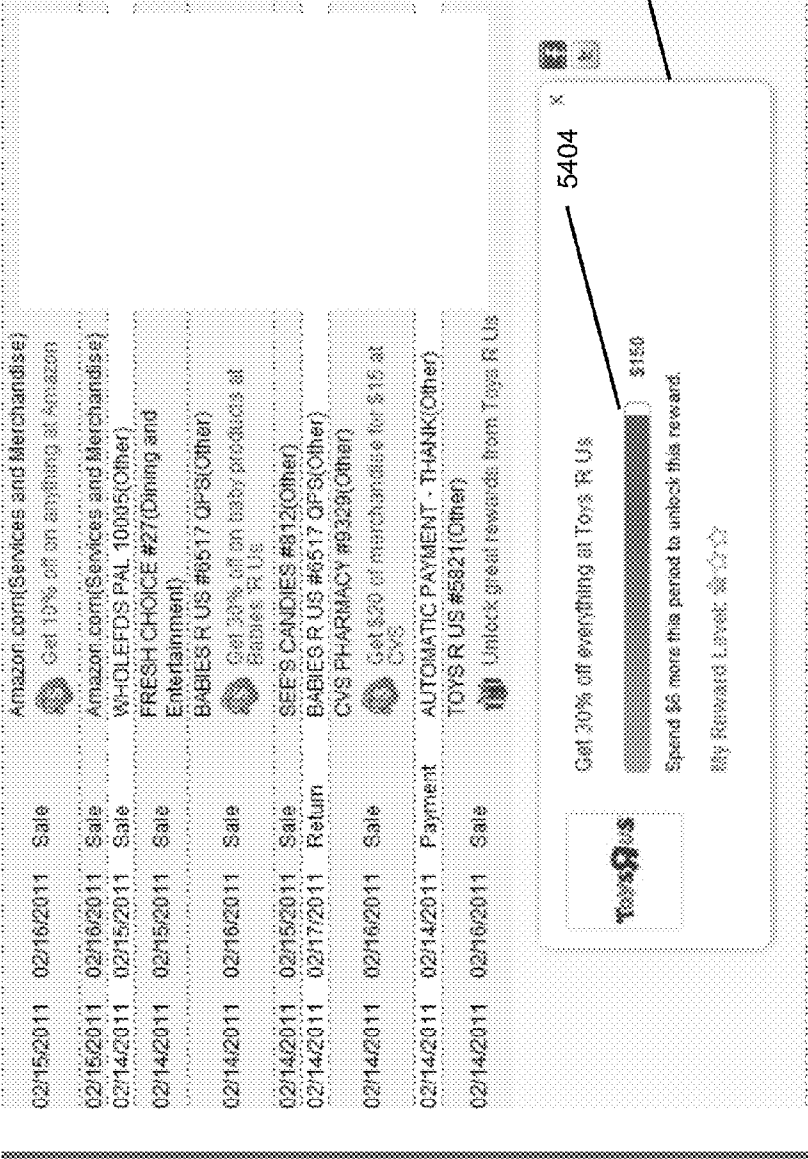 02/15/2011 02/16/2011 Sale Amazon.com(Services and Merchandise)
Get 10% off on anything at Amazon
02/15/2011 02/16/2011 Sale Amazon.com(Services and Merchandise)
02/14/2011 02/15/2011 Sale WHOLEFDS PAL 10005(Other)
02/14/2011 02/15/2011 Sale FRESH CHOICE #27(Dining and
Entertainment)
02/14/2011 02/16/2011 Sale BABIES R US #6517 QPS(Other)
Get 30% off on baby products at
Babies 'R Us
02/14/2011 02/15/2011 Sale SEE'S CANDIES #812(Other)
02/14/2011 02/17/2011 Return BABIES R US #6517 QPS(Other)
02/14/2011 02/16/2011 Sale CVS PHARMACY #9329(Other)
Get $20 of merchandise for $15 at
CVS
02/14/2011 02/14/2011 Payment AUTOMATIC PAYMENT - THANK(Other)
02/14/2011 02/16/2011 Sale TOYS R US #5821(Other)
Unlock great rewards from Toys R Us
ToysRus
X
Get 20% off everything at Toys 'R Us
5404
$150
Spend $6 more this period to unlock this reward.
My Reward Level: